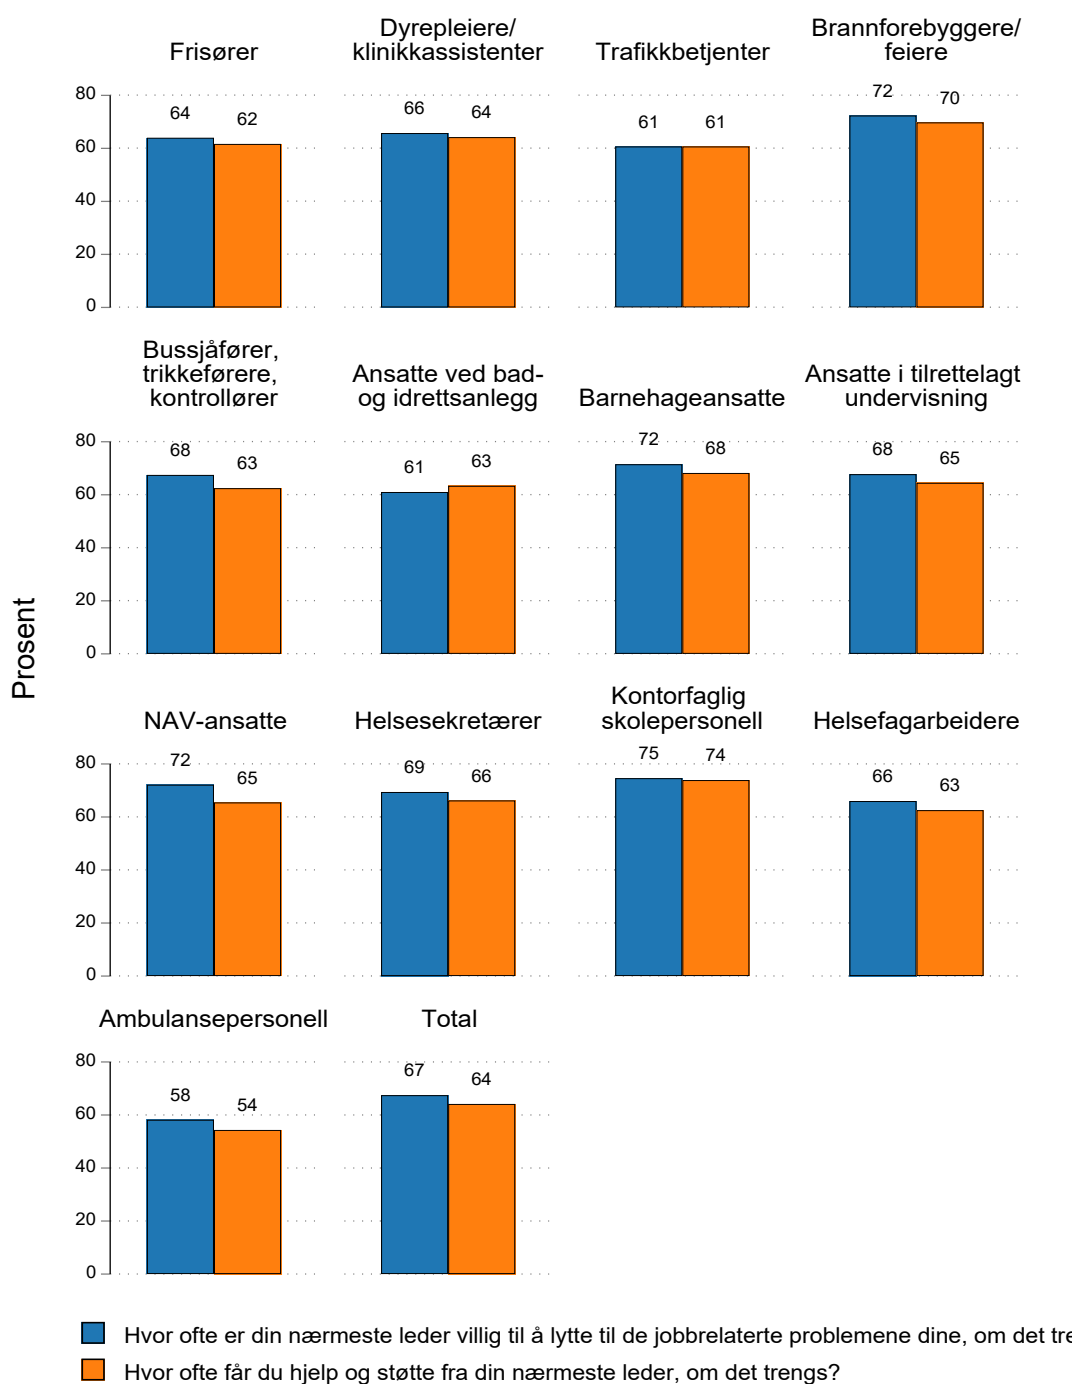 Frisører
Dyrepleiere/
klinikkassistenter
Trafikkbetjenter
Brannforebyggere/
feiere
80
60
40
20
0
64
62
66
64
61
61
72
70
Bussjåfører,
trikkeførere,
kontrollører
Ansatte ved bad-
og idrettsanlegg
Barnehageansatte
Ansatte i tilrettelagt
undervisning
80
60
40
20
0
68
63
61
63
72
68
68
65
Prosent
NAV-ansatte
Helsesekretærer
Kontorfaglig
skolepersonell
Helsefagarbeidere
80
60
40
20
0
72
65
69
66
75
74
66
63
Ambulansepersonell
Total
80
60
40
20
0
58
54
67
64
Hvor ofte er din nærmeste leder villig til å lytte til de jobbrelaterte problemene dine, om det tre
Hvor ofte får du hjelp og støtte fra din nærmeste leder, om det trengs?